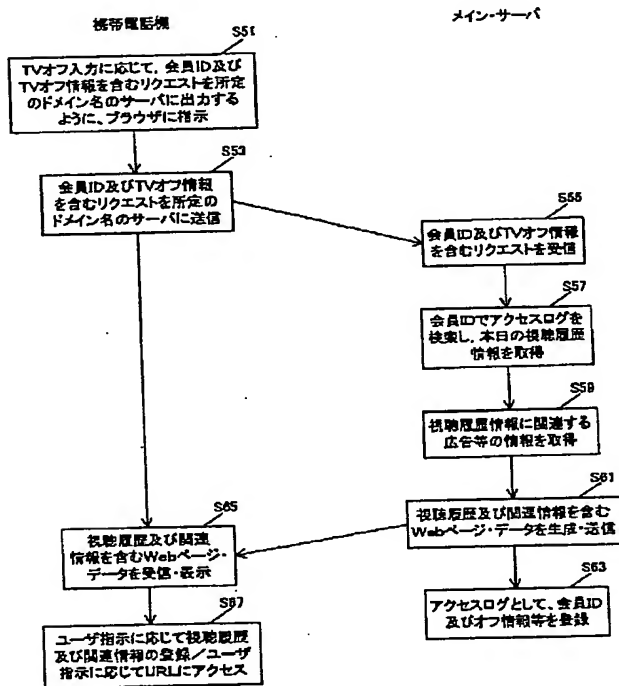 携帯電話機
メイン・サーバ
S51
TVオフ入力に応じて、会員ID及び
TVオフ情報を含むリクエストを所定
のドメイン名のサーバに出力する
ように、ブラウザに指示
S53
会員ID及びTVオフ情報
を含むリクエストを所定の
ドメイン名のサーバに送信
S55
会員ID及びTVオフ情報
を含むリクエストを受信
S57
会員IDでアクセスログを
検索し、本日の視聴履歴
情報を取得
S59
視聴履歴情報に関連する
広告等の情報を取得
S61
視聴履歴及び関連情報を含む
Webページ・データを生成・送信
S65
視聴履歴及び関連
情報を含むWebページ・
データを受信・表示
S63
アクセスログとして、会員ID
及びオフ情報等を登録
S67
ユーザ指示に応じて視聴履歴
及び関連情報の登録／ユーザ
指示に応じてURLにアクセス